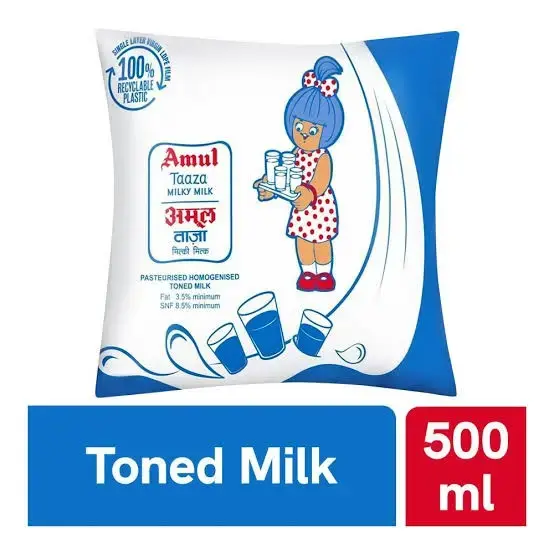 SINGLE LAYER VIRGIN LDPE FILM
100%
RECYCLABLE
PLASTIC
Amul
Taaza
MILKY MILK
अमूल
ताज़ा
मिल्की मिल्क
PASTEURISED HOMOGENISED
TONED MILK
Fat 3.5% minimum
SNF 8.5% minimum
Toned Milk
500
ml